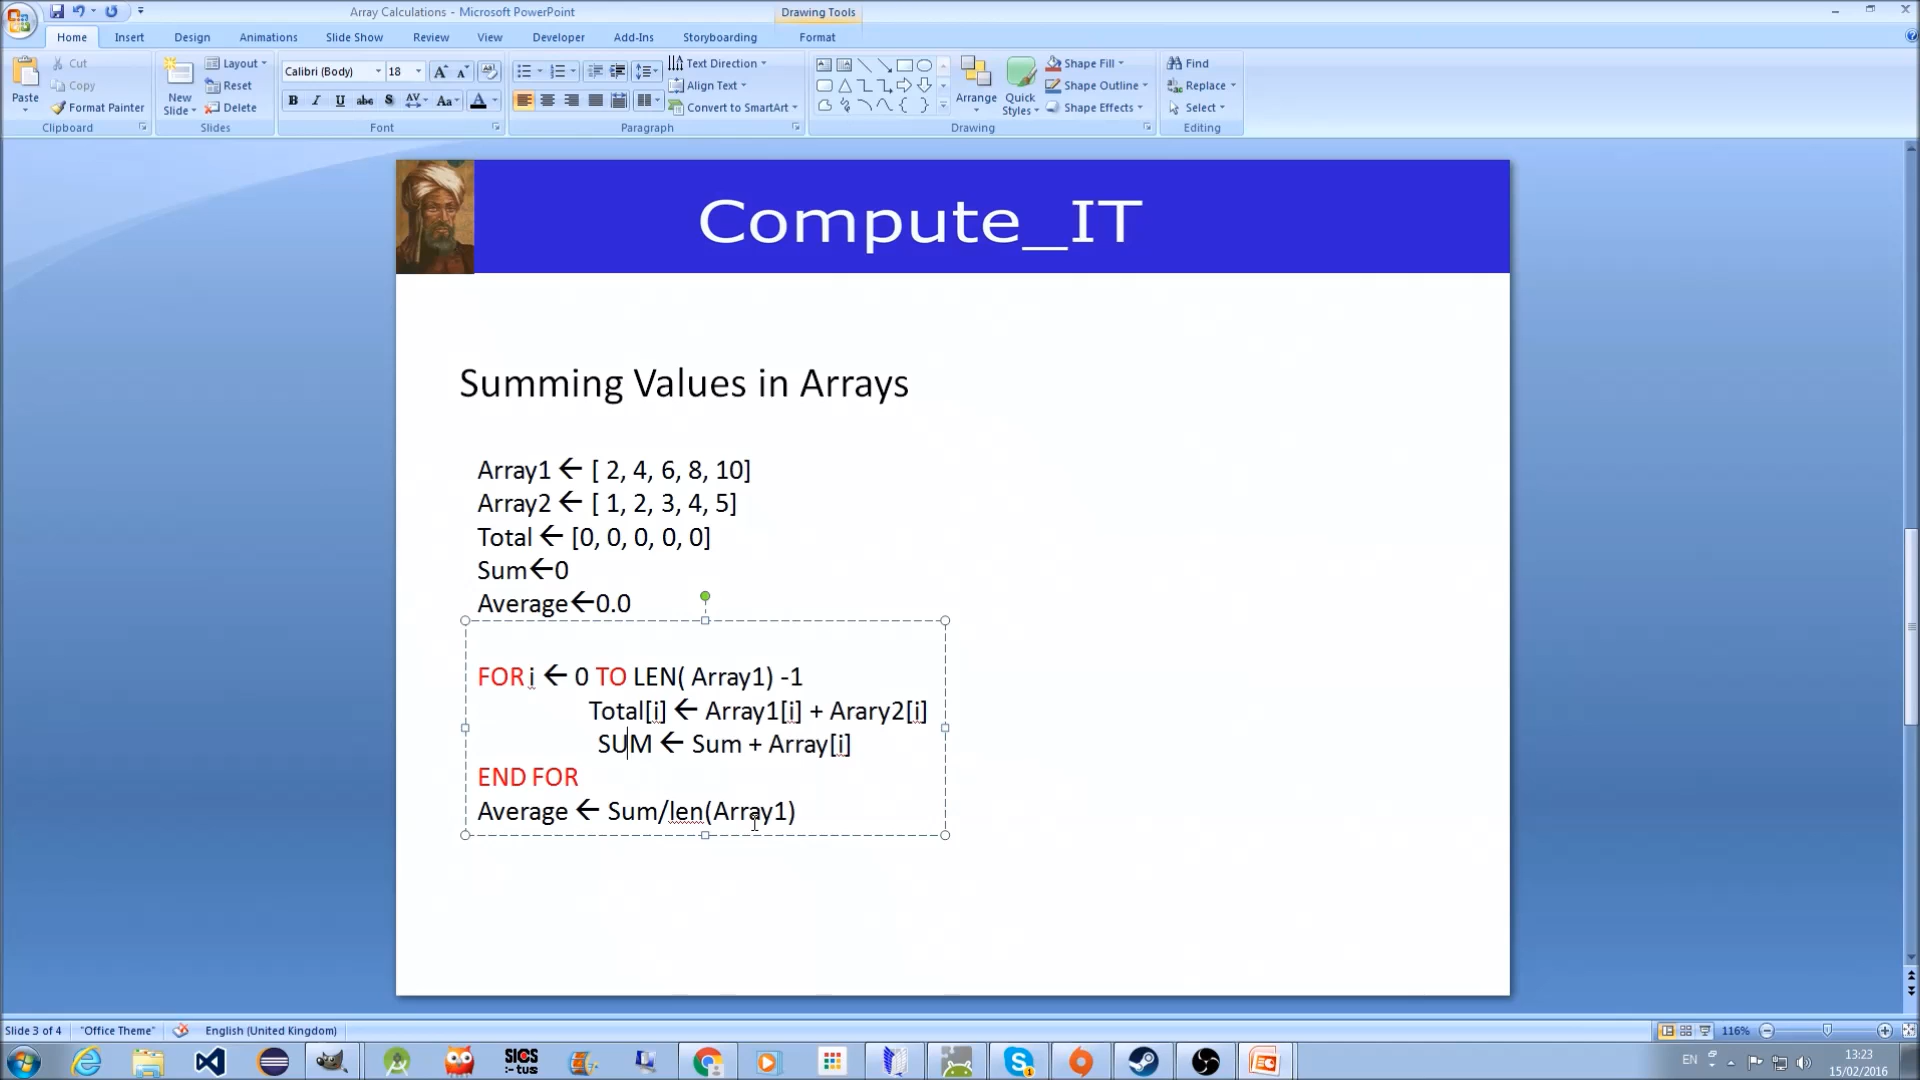 Array Calculations - Microsoft PowerPoint
Drawing Tools
Home Insert Design Animations Slide Show Review View Developer Add-Ins Storyboarding Format
Paste
Cut
Copy
Format Painter
Clipboard
New Slide
Layout
Reset
Delete
Slides
Calibri (Body) 18
B I U abc S AV Aa A
Font
Text Direction
Align Text
Convert to SmartArt
Paragraph
Arrange
Quick Styles
Shape Fill
Shape Outline
Shape Effects
Drawing
Find
Replace
Select
Editing
Compute_IT
Summing Values in Arrays
Array1 ← [ 2, 4, 6, 8, 10]
Array2 ← [ 1, 2, 3, 4, 5]
Total ← [0, 0, 0, 0, 0]
Sum←0
Average←0.0
FOR i ← 0 TO LEN( Array1) -1
Total[i] ← Array1[i] + Arary2[i]
SUM ← Sum + Array[i]
END FOR
Average ← Sum/len(Array1)
Slide 3 of 4 "Office Theme" English (United Kingdom) 116%
SICS
:-tus
EN
13:23
15/02/2016